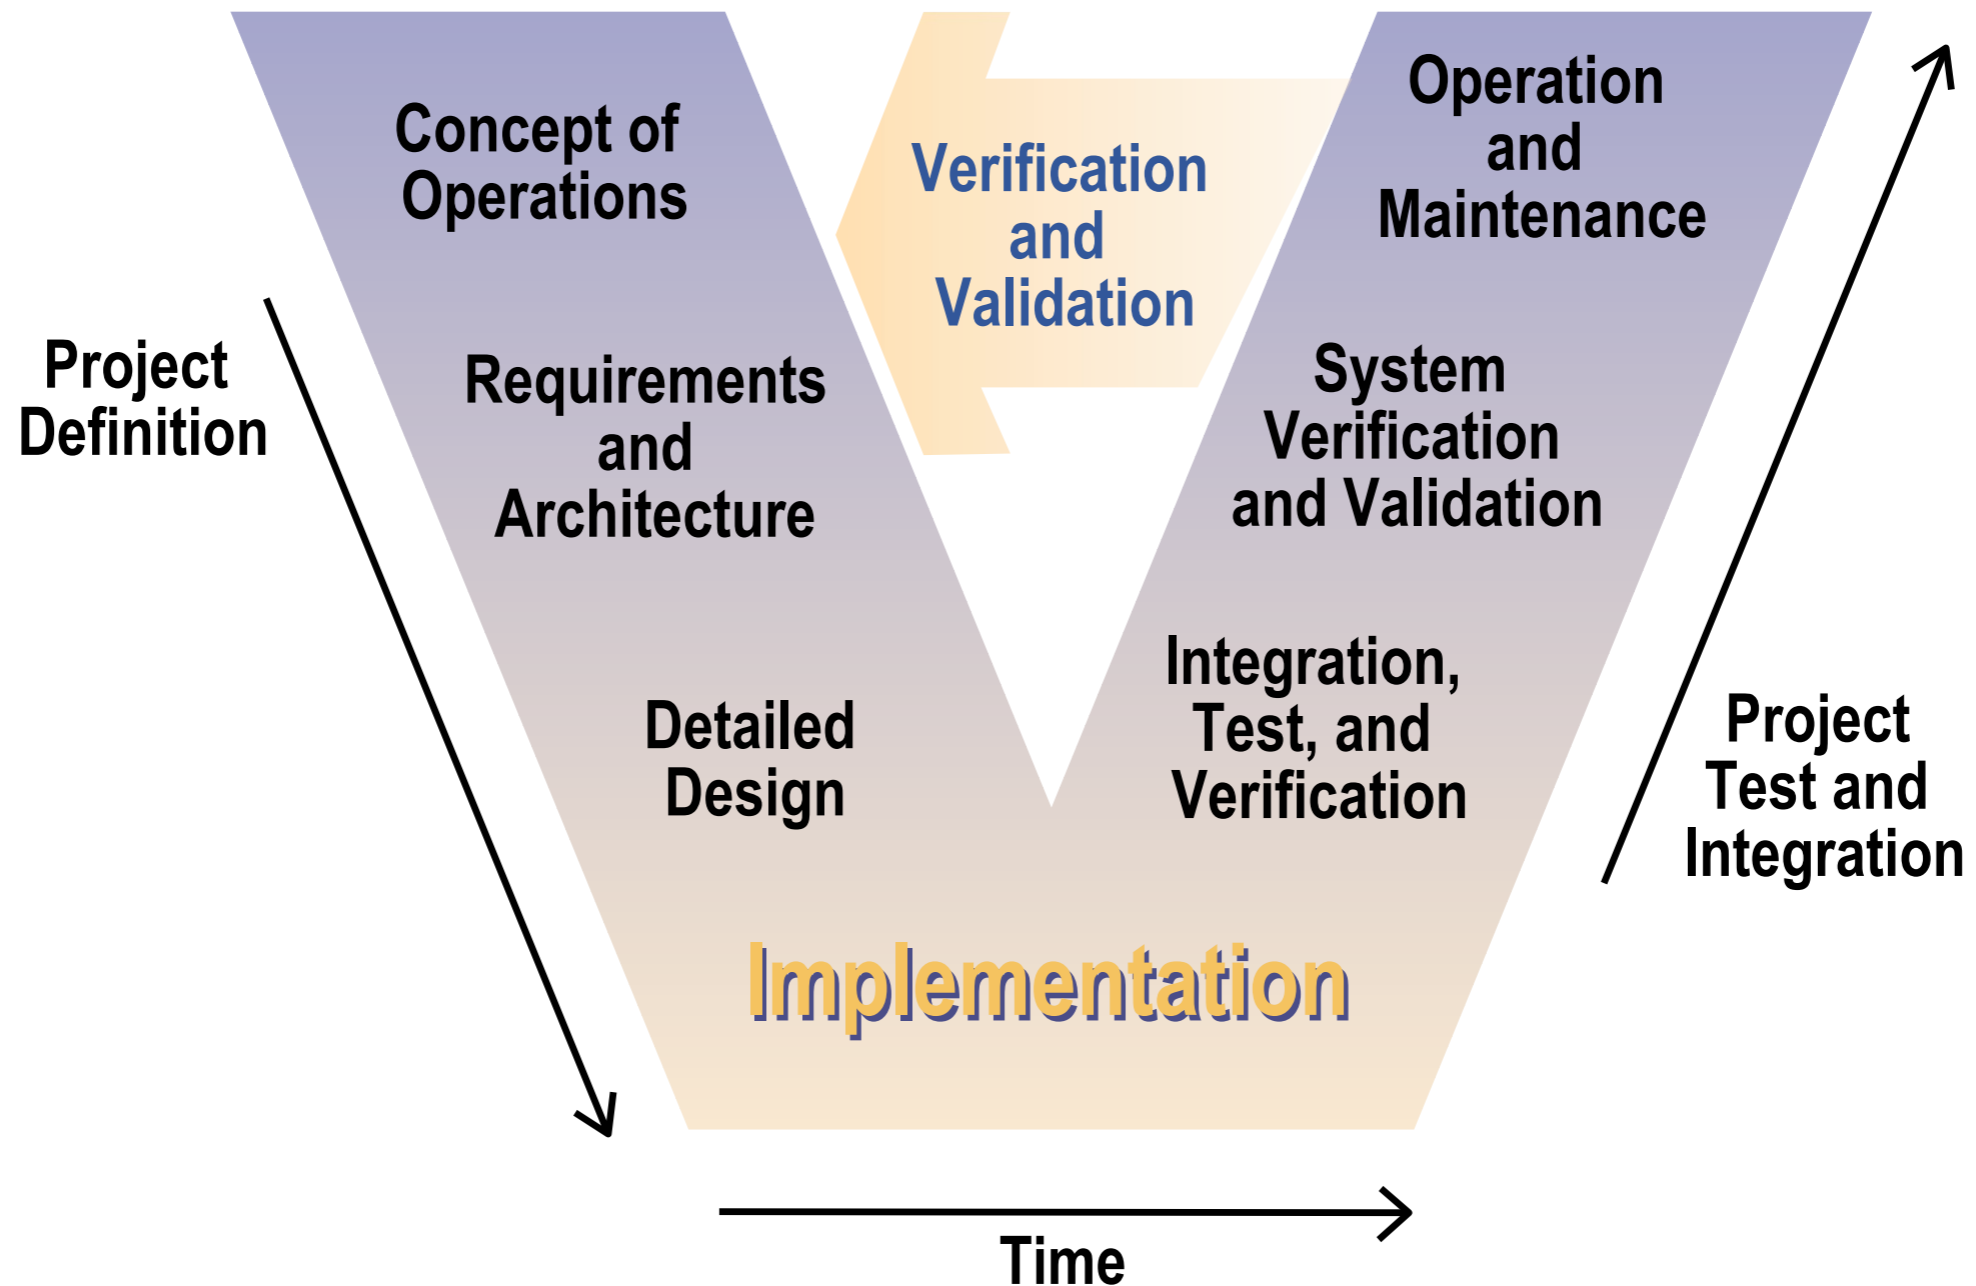 Concept of
Operations
Verification
and
Validation
Operation
and
Maintenance
Project
Definition
Requirements
and
Architecture
System
Verification
and Validation
Detailed
Design
Integration,
Test, and
Verification
Project
Test and
Integration
Implementation
Time